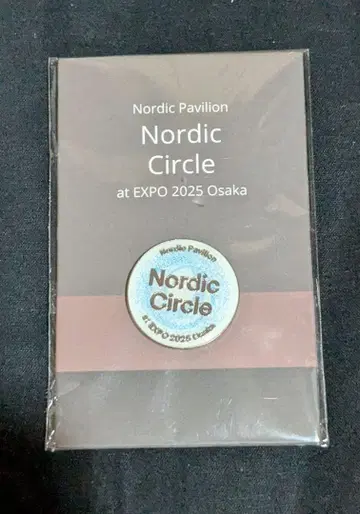 Nordic Pavilion
Nordic
Circle
at EXPO 2025 Osaka
Nordic Pavilion
Nordic
Circle
at EXPO 2025 Osaka